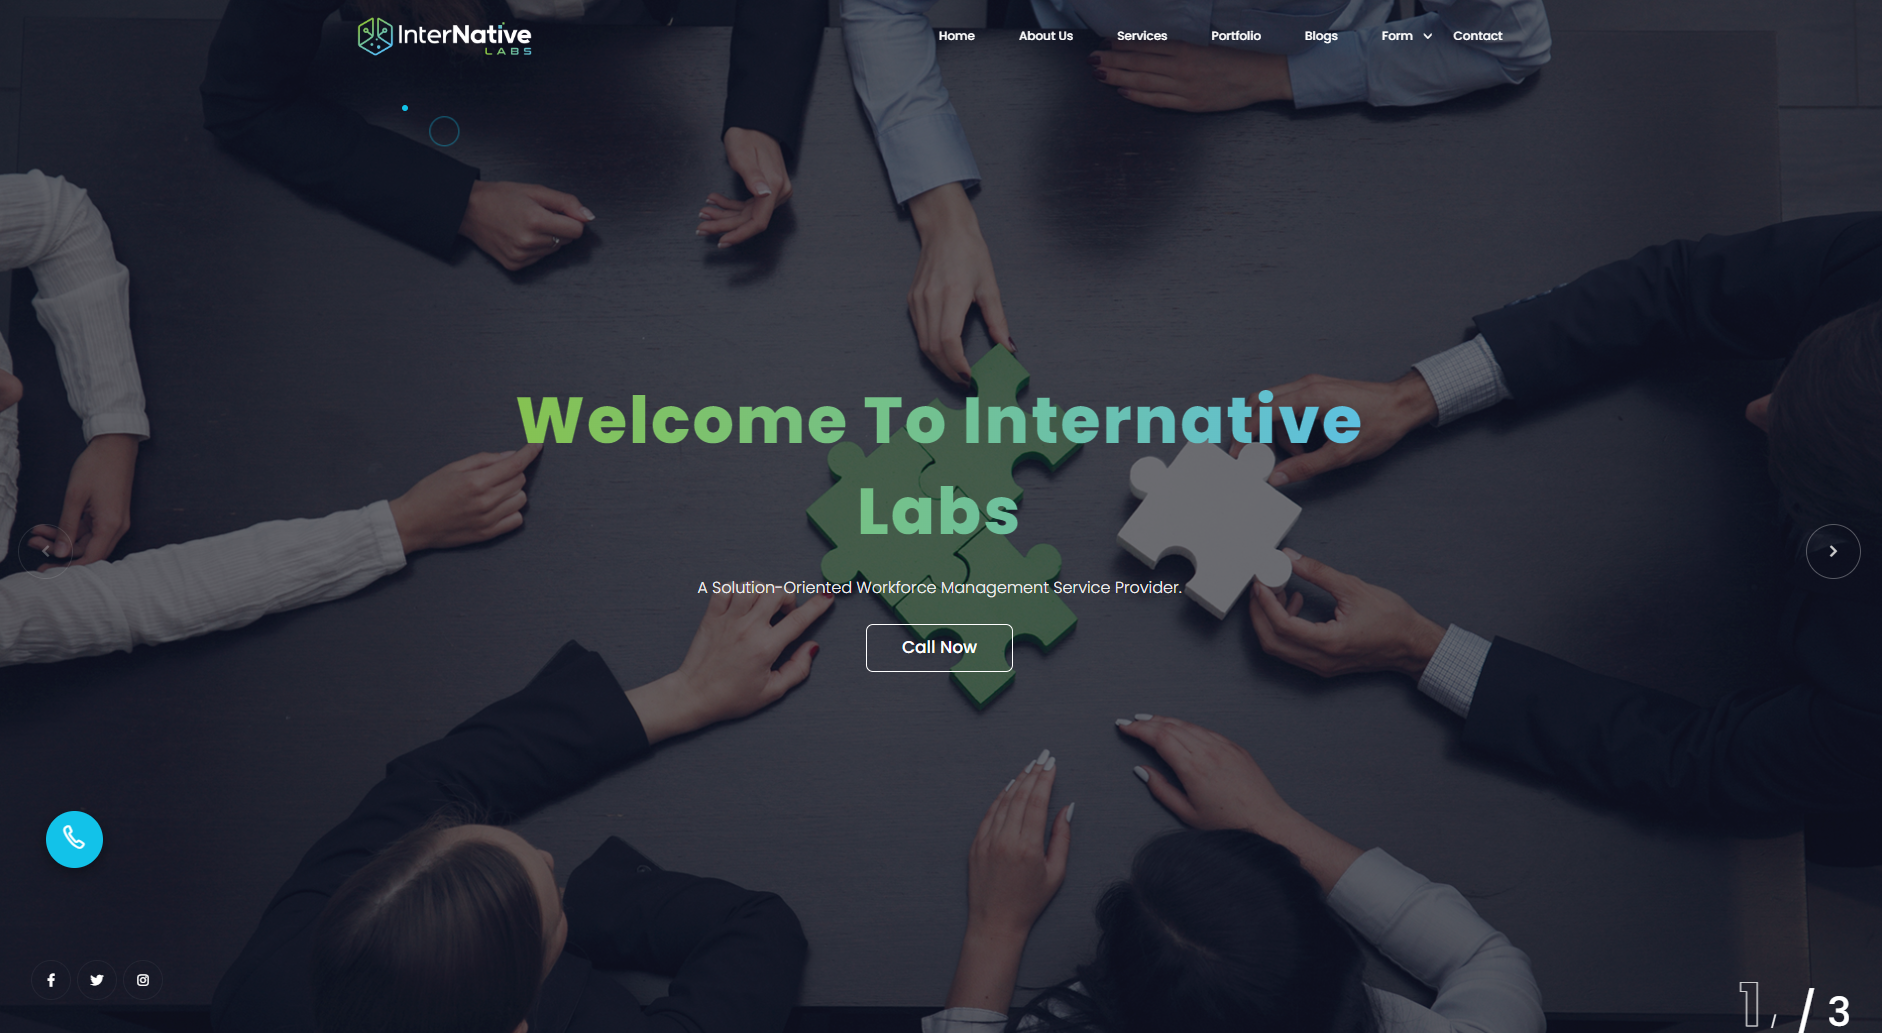 InterNative
LABS
Home About Us Services Portfolio Blogs Form Contact
Welcome To Internative
Labs
A Solution-Oriented Workforce Management Service Provider.
Call Now
1 / / 3